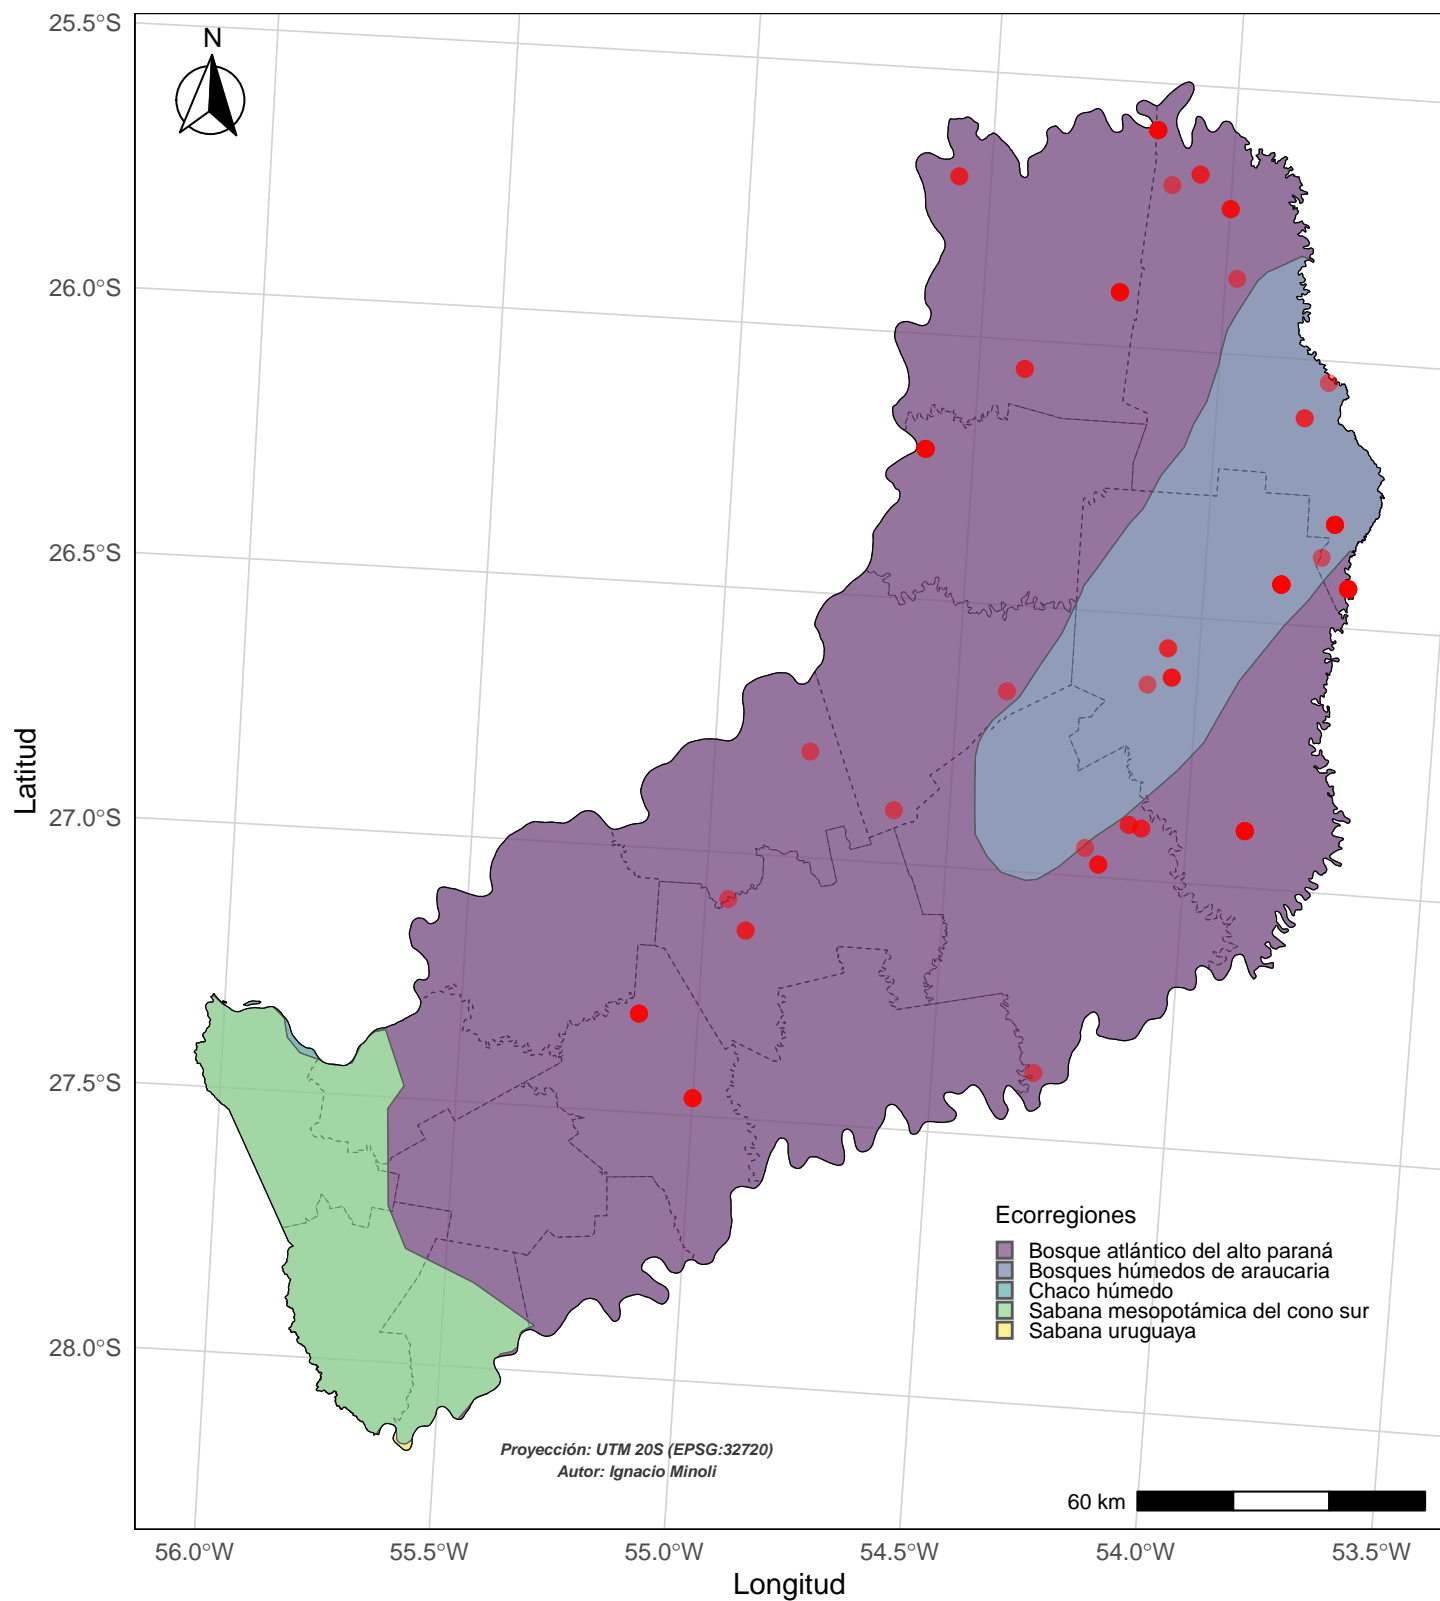 N
25.5°S
26.0°S
26.5°S
27.0°S
27.5°S
28.0°S
Latitud
Ecorregiones
Bosque atlántico del alto paraná
Bosques húmedos de araucaria
Chaco húmedo
Sabana mesopotámica del cono sur
Sabana uruguaya
Proyección: UTM 20S (EPSG:32720)
Autor: Ignacio Minoli
60 km
56.0°W
55.5°W
55.0°W
54.5°W
54.0°W
53.5°W
Longitud